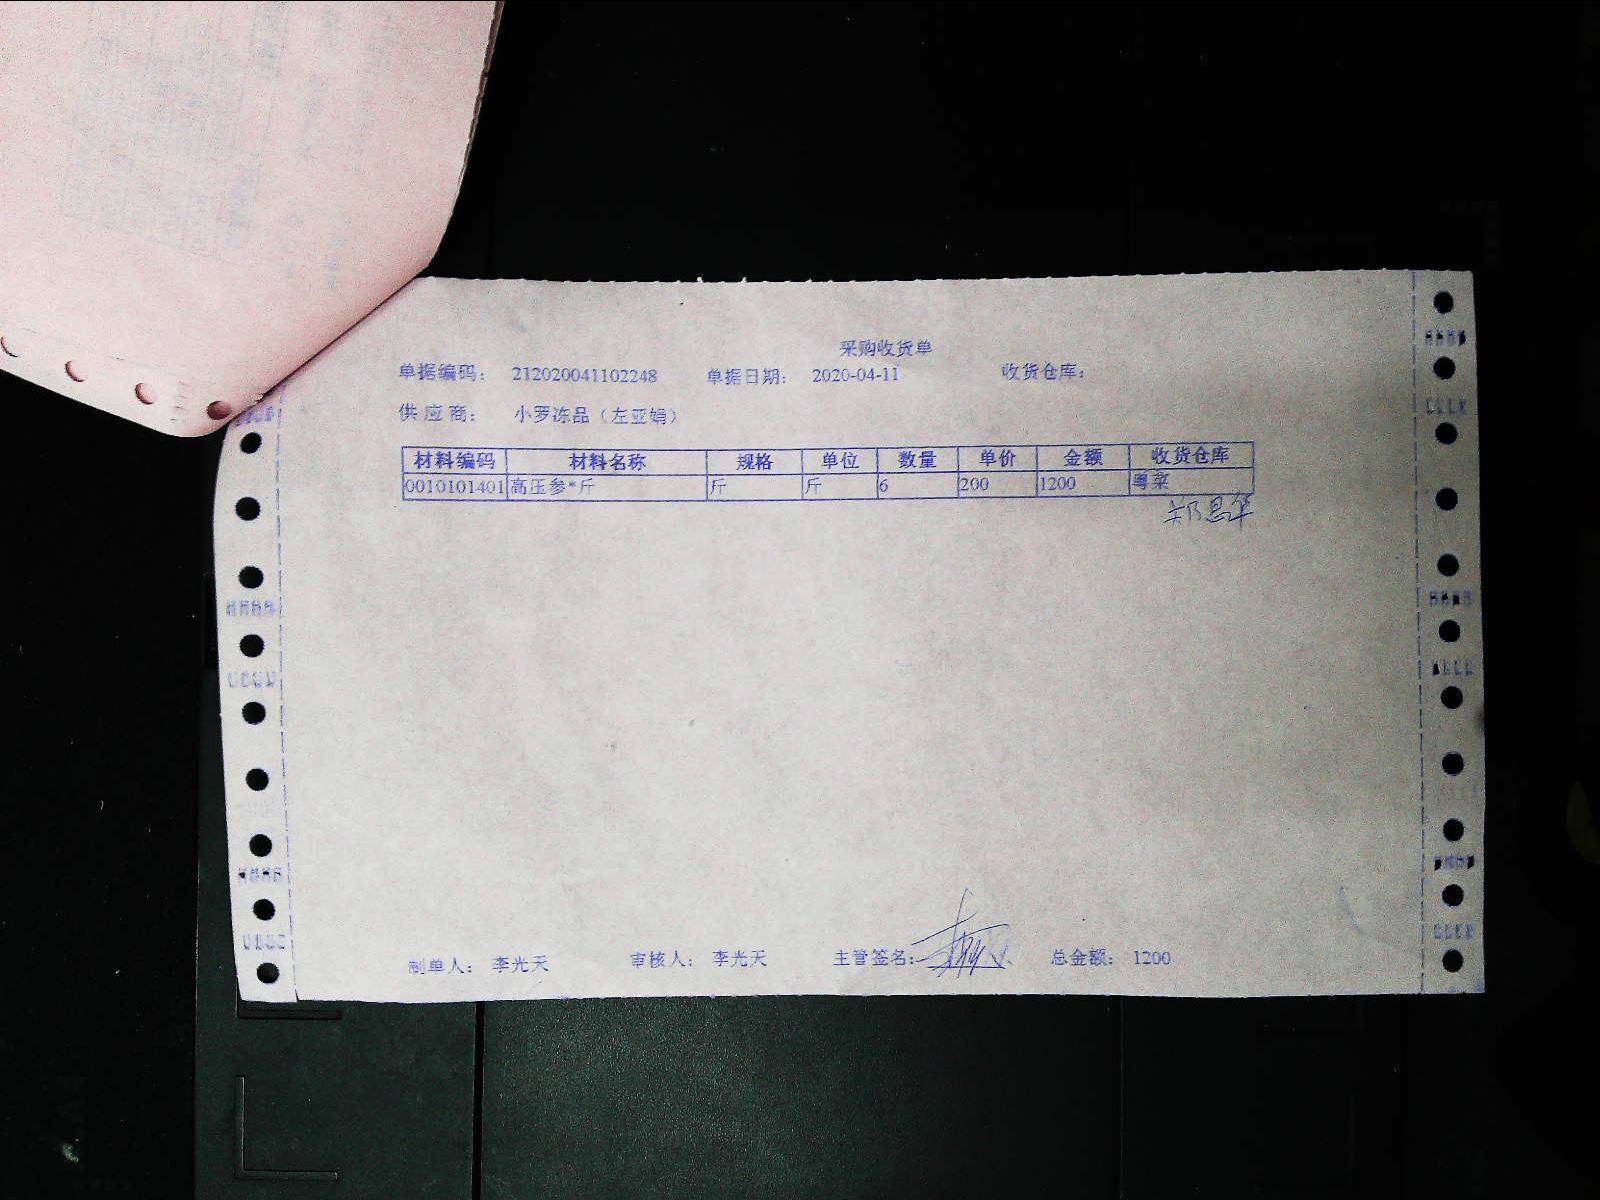 采购收货单
单据编码: 212020041102248 单据日期: 2020-04-11 收货仓库:
供应商: 小罗冻品（左亚娟）
材料编码 材料名称 规格 单位 数量 单价 金额 收货仓库
0010101401 高压参*斤 斤 斤 6 200 1200 粤菜
郑思华
制单人: 李光天 审核人: 李光天 主管签名: 总金额: 1200